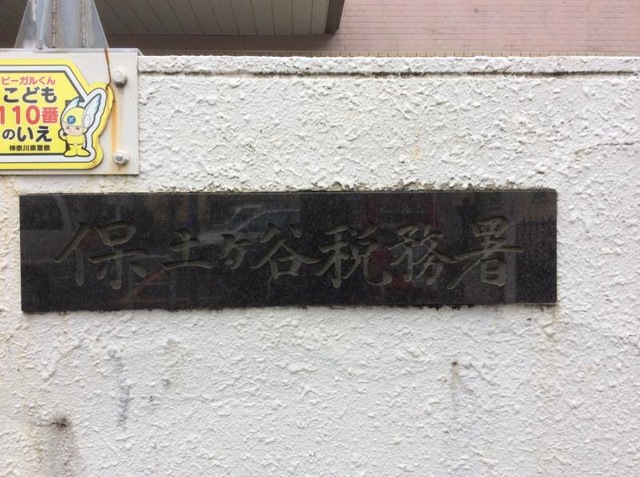 ピーガルくん
こども
110番
のいえ
神奈川県警察
保土ケ谷税務署